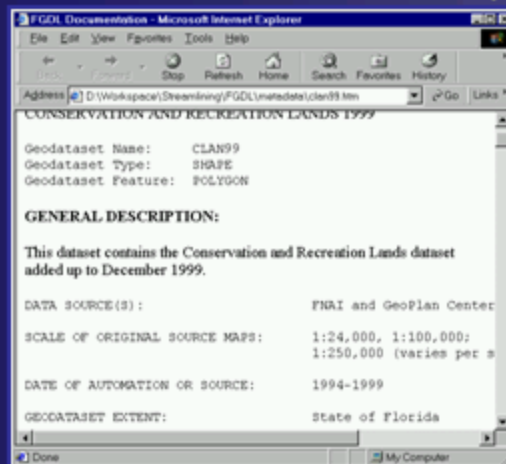 FGDL Documentation - Microsoft Internet Explorer
File Edit View Favorites Tools Help
Back Forward Stop Refresh Home Search Favorites History
Address D:\Workspace\Streamlining\FGDL\metadata\clan99.htm Go Links
CONSERVATION AND RECREATION LANDS 1999
Geodataset Name: CLAN99
Geodataset Type: SHAPE
Geodataset Feature: POLYGON
GENERAL DESCRIPTION:
This dataset contains the Conservation and Recreation Lands dataset
added up to December 1999.
DATA SOURCE(S): FNAI and GeoPlan Center
SCALE OF ORIGINAL SOURCE MAPS: 1:24,000, 1:100,000;
1:250,000 (varies per s
DATE OF AUTOMATION OR SOURCE: 1994-1999
GEODATASET EXTENT: State of Florida
Done My Computer